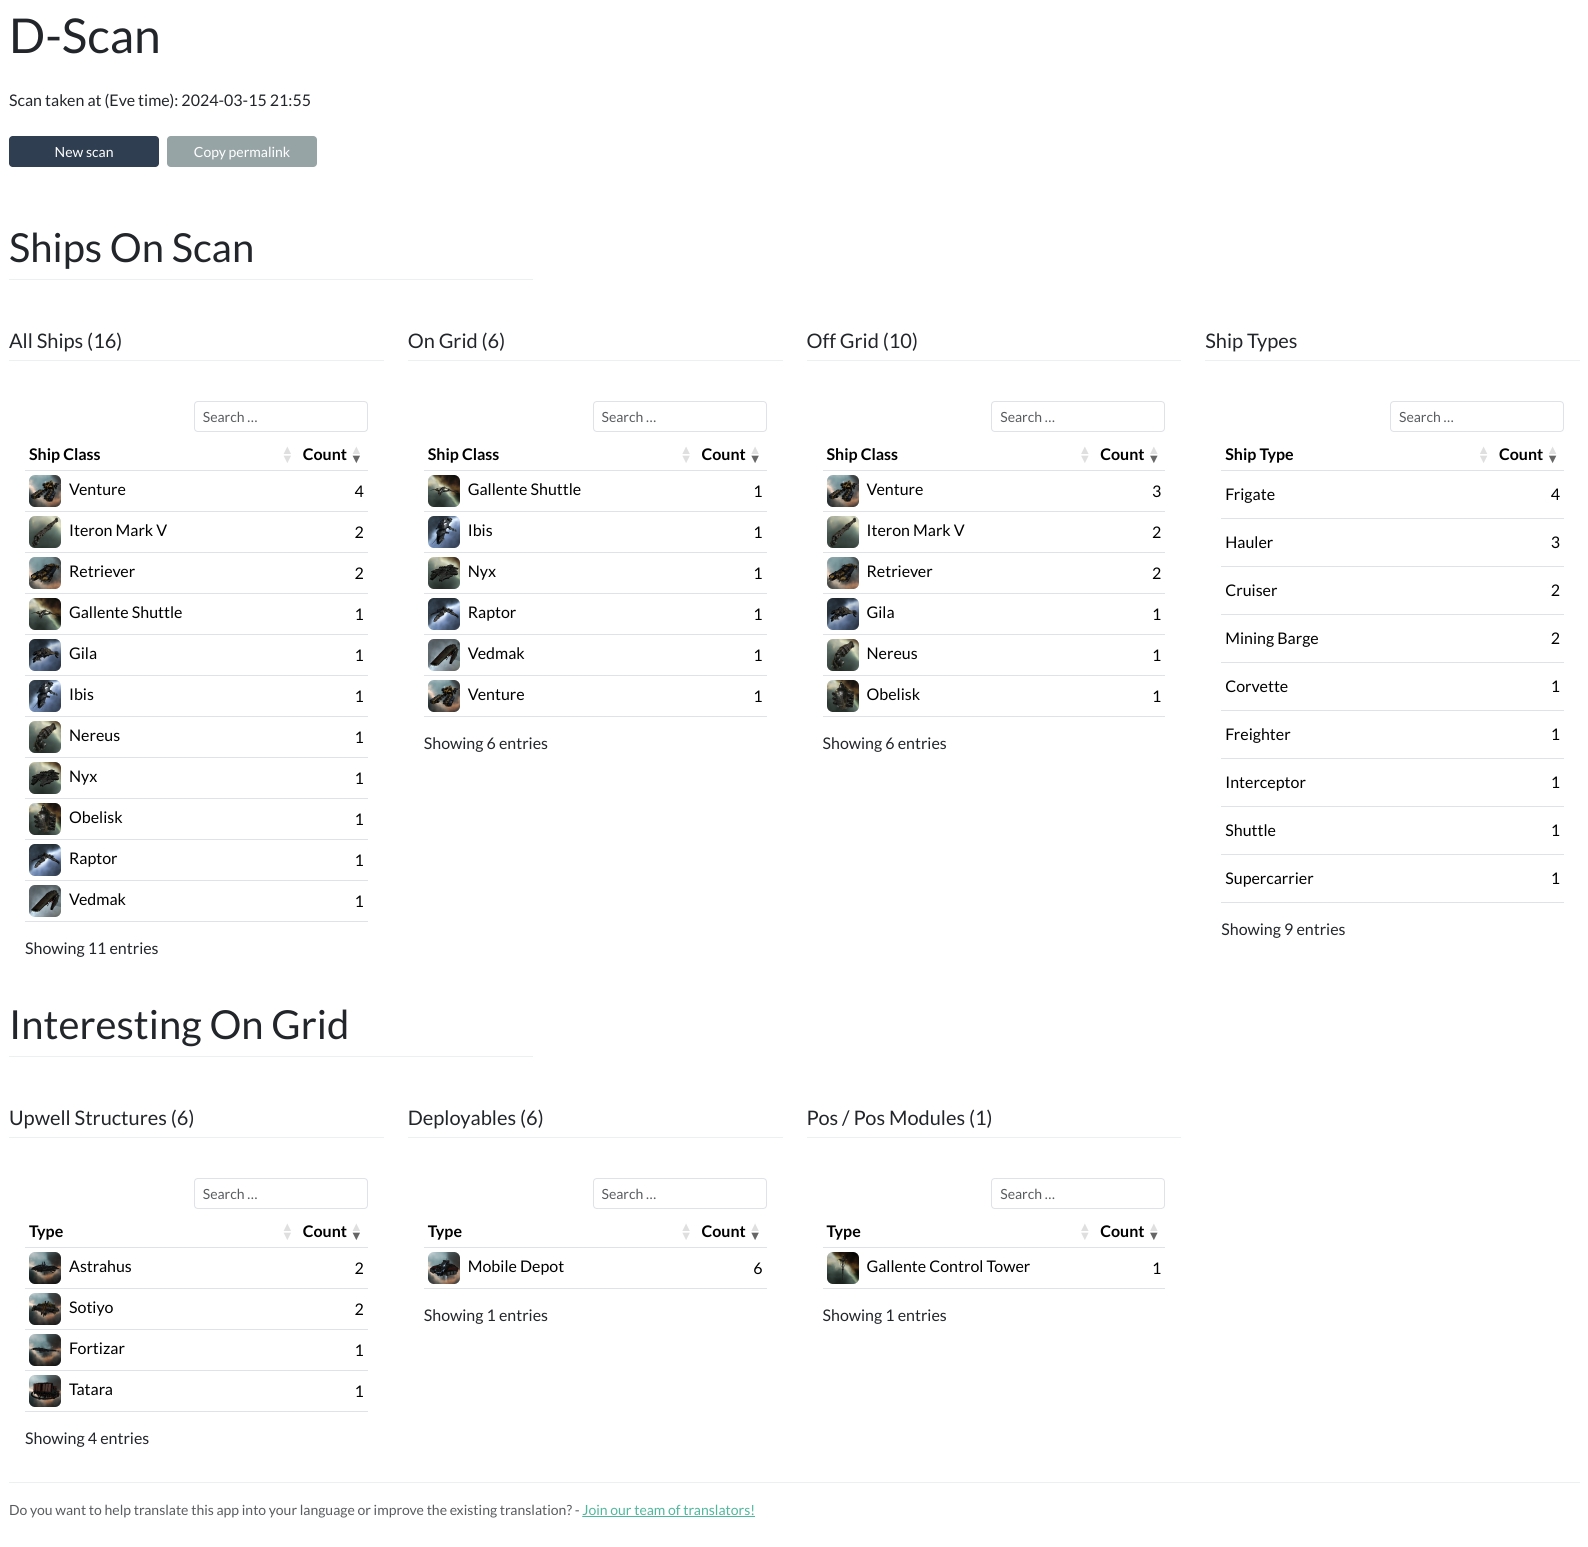 D-Scan
Scan taken at (Eve time): 2024-03-15 21:55
New scan Copy permalink
Ships On Scan
All Ships (16)
Search ...
Ship Class Count
Venture 4
Iteron Mark V 2
Retriever 2
Gallente Shuttle 1
Gila 1
Ibis 1
Nereus 1
Nyx 1
Obelisk 1
Raptor 1
Vedmak 1
Showing 11 entries
On Grid (6)
Search ...
Ship Class Count
Gallente Shuttle 1
Ibis 1
Nyx 1
Raptor 1
Vedmak 1
Venture 1
Showing 6 entries
Off Grid (10)
Search ...
Ship Class Count
Venture 3
Iteron Mark V 2
Retriever 2
Gila 1
Nereus 1
Obelisk 1
Showing 6 entries
Ship Types
Search ...
Ship Type Count
Frigate 4
Hauler 3
Cruiser 2
Mining Barge 2
Corvette 1
Freighter 1
Interceptor 1
Shuttle 1
Supercarrier 1
Showing 9 entries
Interesting On Grid
Upwell Structures (6)
Search ...
Type Count
Astrahus 2
Sotiyo 2
Fortizar 1
Tatara 1
Showing 4 entries
Deployables (6)
Search ...
Type Count
Mobile Depot 6
Showing 1 entries
Pos / Pos Modules (1)
Search ...
Type Count
Gallente Control Tower 1
Showing 1 entries
Do you want to help translate this app into your language or improve the existing translation? - Join our team of translators!